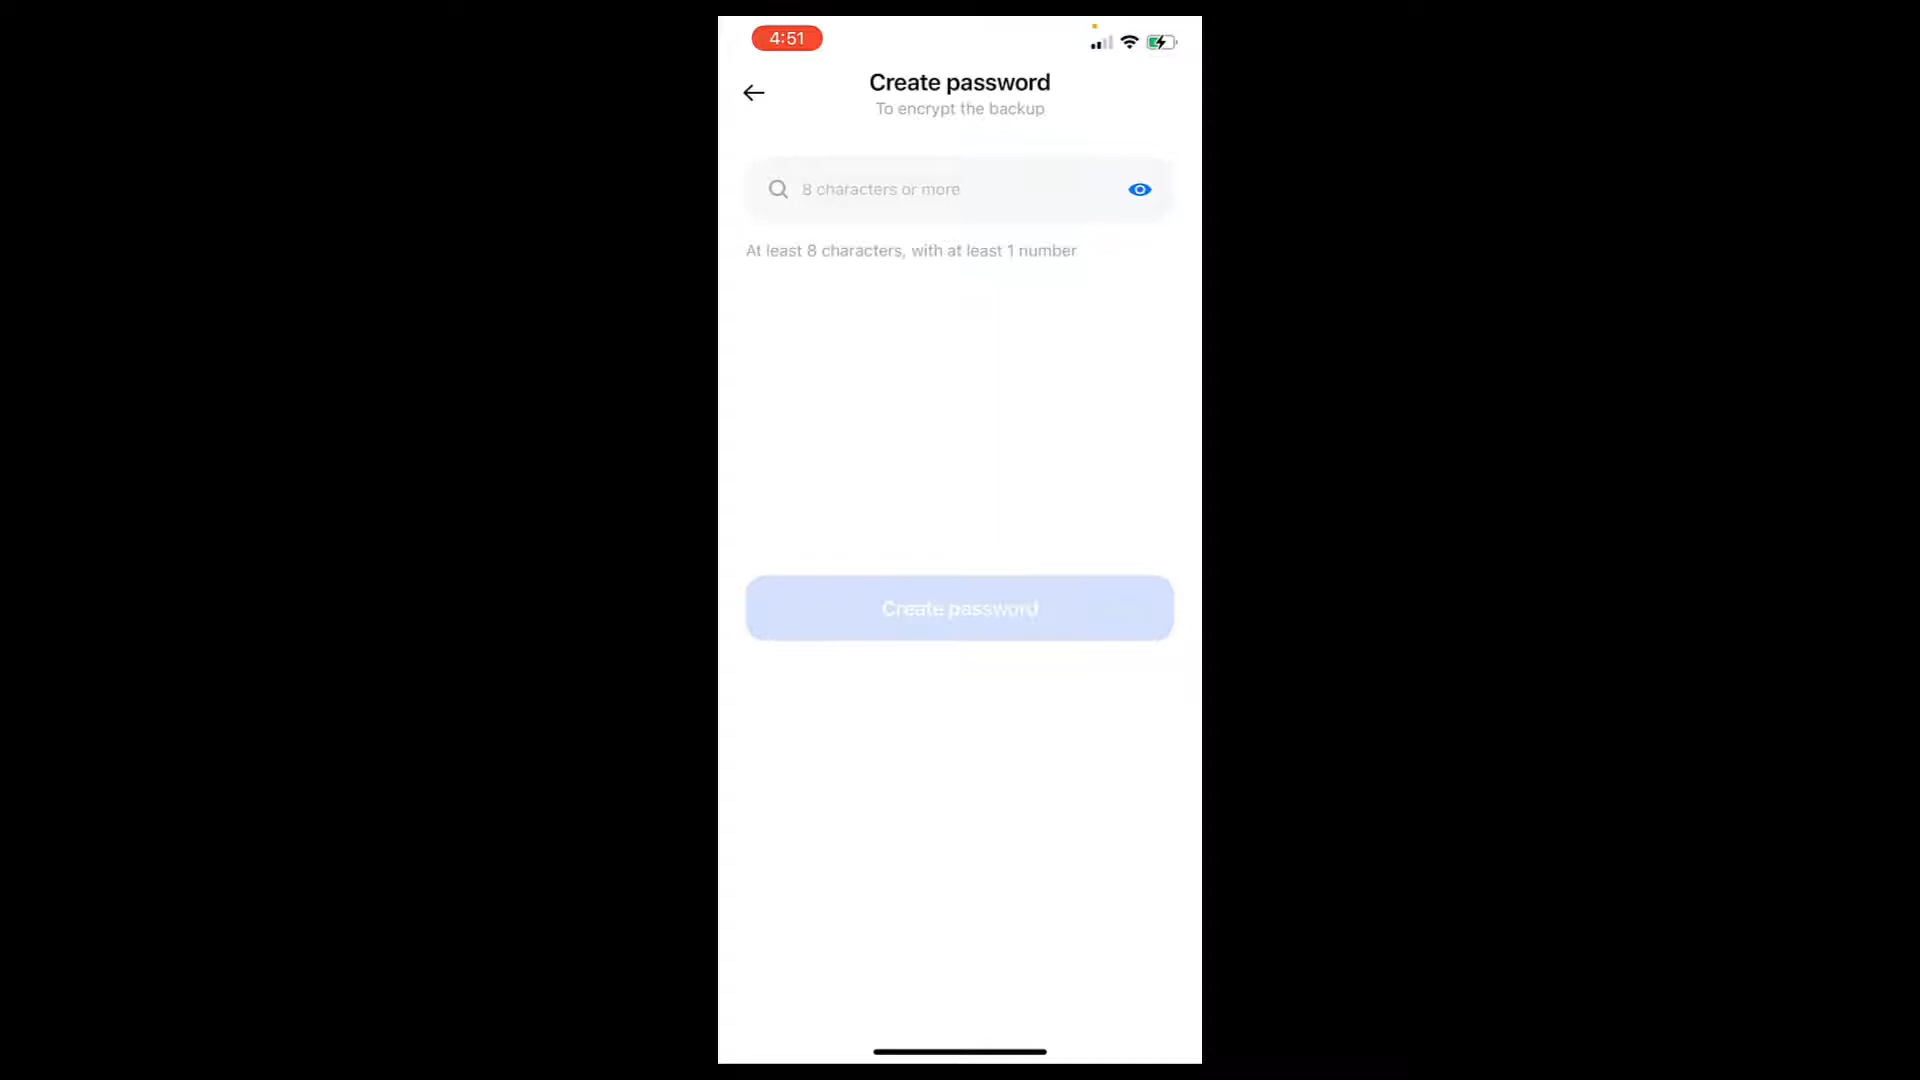 4:51
Create password
To encrypt the backup
8 characters or more
At least 8 characters, with at least 1 number
Create password